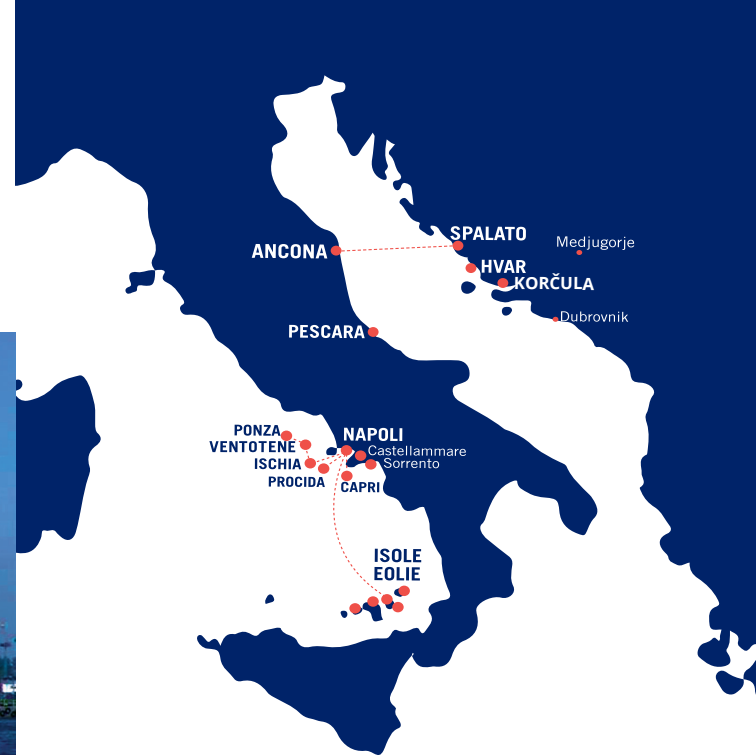 SPALATO
Medjugorje
ANCONA
HVAR
KORČULA
Dubrovnik
PESCARA
PONZA
NAPOLI
VENTOTENE
Castellammare
ISCHIA
Sorrento
PROCIDA
CAPRI
ISOLE
EOLIE